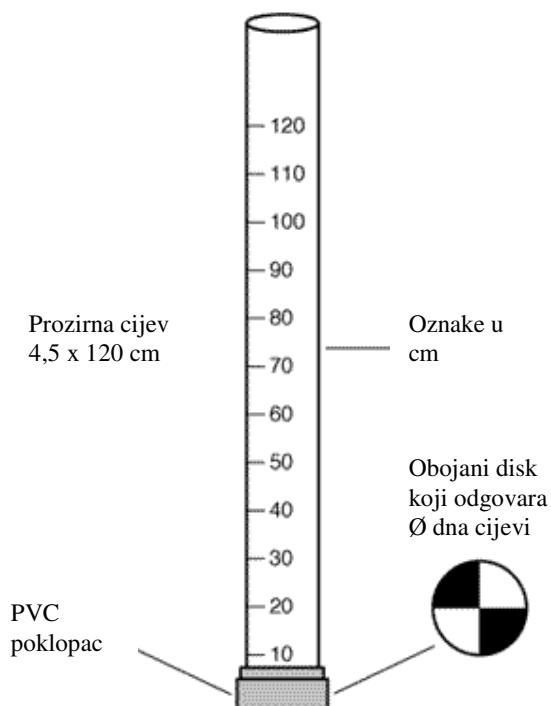 120
110
100
90
80
70
60
50
40
30
20
10
Prozirna cijev
4,5 x 120 cm
Oznake u
cm
Obojani disk
koji odgovara
Ø dna cijevi
PVC
poklopac